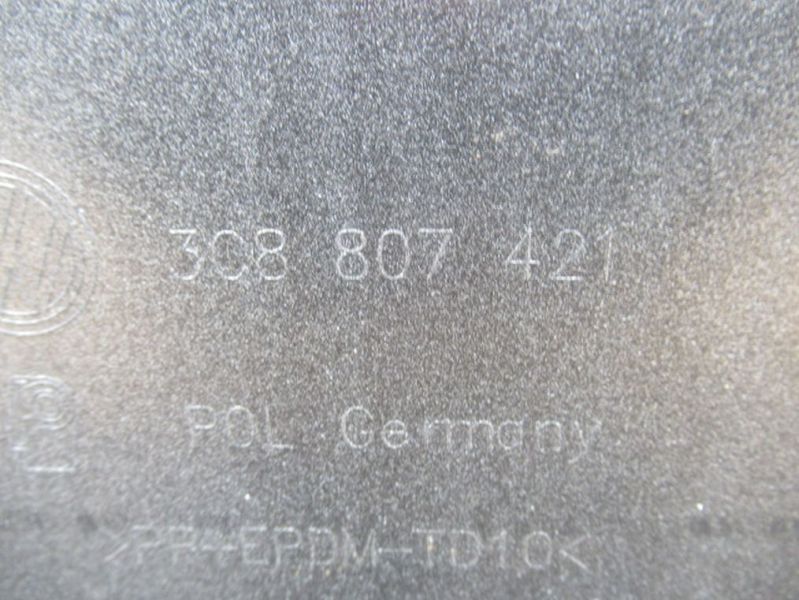 3C8 807 421
POL Germany
>PP+EPDM-TD10<